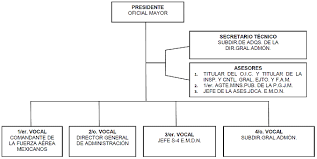 PRESIDENTE
OFICIAL MAYOR
SECRETARIO TÉCNICO
SUBDIR DE ADQS. DE LA
DIR.GRAL.ADMÓN.
ASESORES
1. TITULAR DEL O.I.C. Y TITULAR DE LA
INSP. Y CNTL. GRAL. EJTO. Y F.A.M.
2. 1/er. AGTE.MINS.PUB. DE LA P.G.J.M.
3. JEFE DE LA ASES.JDCA. E.M.D.N.
1/er. VOCAL
COMANDANTE DE
LA FUERZA AÉREA
MEXICANOS
2/o. VOCAL
DIRECTOR GENERAL
DE ADMINISTRACIÓN
3/er. VOCAL
JEFE S-4 E.M.D.N.
4/o. VOCAL
SUBDIR.GRAL.ADMÓN.